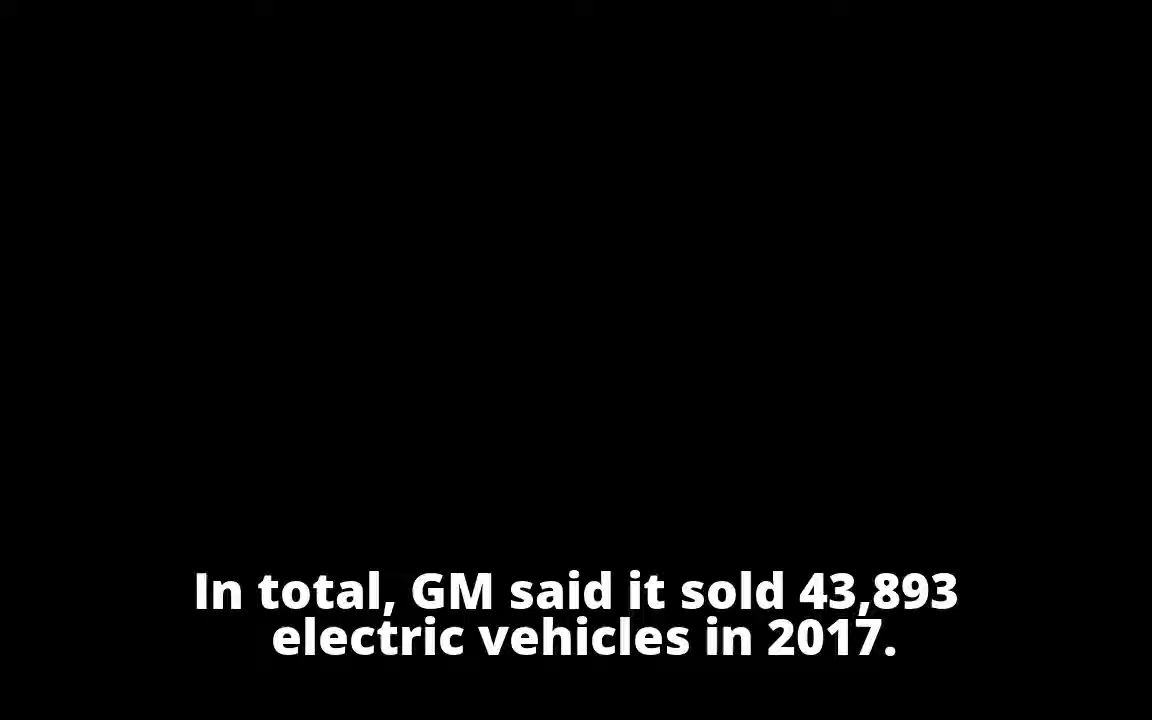 In total, GM said it sold 43,893
electric vehicles in 2017.